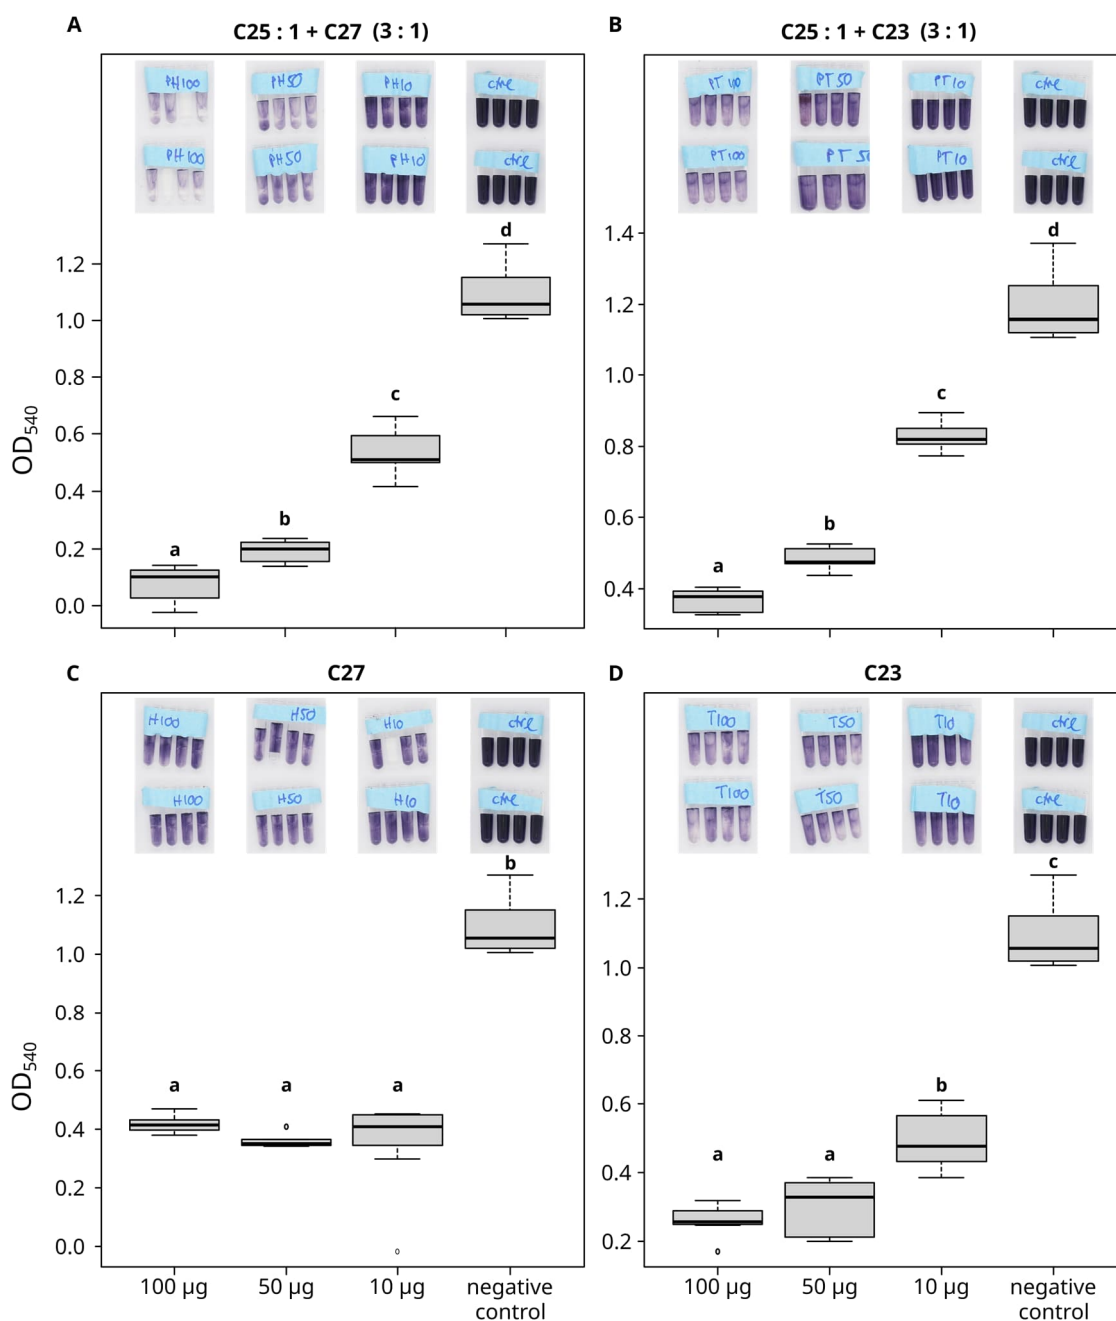 A
C25 : 1 + C27 (3 : 1)
PH100
PH50
PH10
ctrl
PH100
PH50
PH10
ctrl
OD540
1.2
1.0
0.8
0.6
0.4
0.2
0.0
a
b
c
d
B
C25 : 1 + C23 (3 : 1)
PT100
PT50
PT10
ctrl
PT100
PT 50
PT10
ctrl
1.4
1.2
1.0
0.8
0.6
0.4
a
b
c
d
C
C27
H100
H50
H10
ctrl
H100
H50
H10
ctrl
OD540
1.2
1.0
0.8
0.6
0.4
0.2
0.0
a
a
a
b
100 µg
50 µg
10 µg
negative
control
D
C23
T100
T50
T10
ctrl
T100
T50
T10
ctrl
1.2
1.0
0.8
0.6
0.4
0.2
a
a
b
c
100 µg
50 µg
10 µg
negative
control